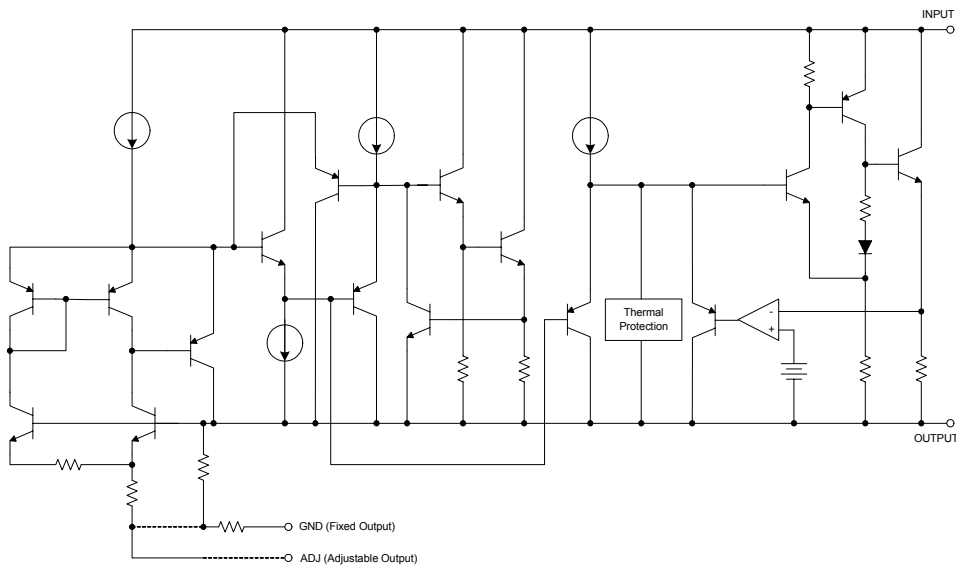 INPUT
Thermal
Protection
-
+
OUTPUT
GND (Fixed Output)
ADJ (Adjustable Output)